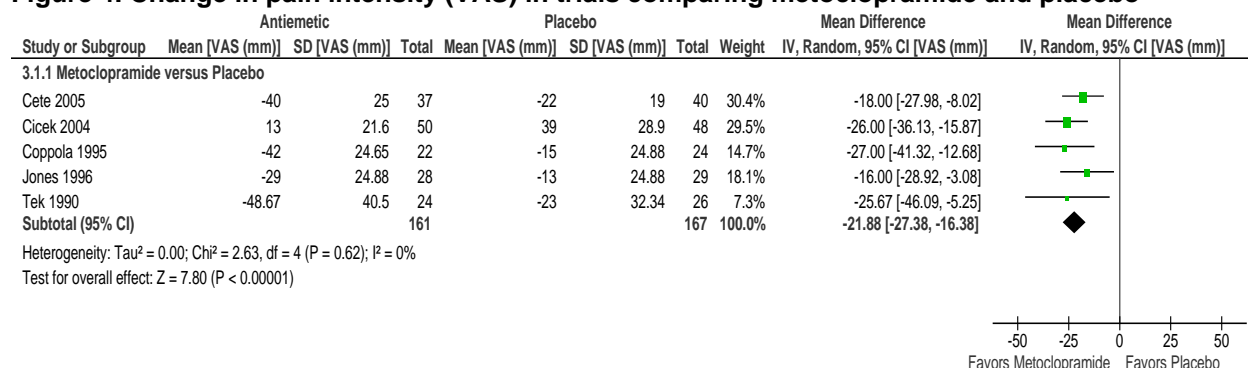 Figure 4. Change in pain intensity (VAS) in trials comparing metoclopramide and placebo
Antiemetic Placebo Mean Difference Mean Difference
Study or Subgroup Mean [VAS (mm)] SD [VAS (mm)] Total Mean [VAS (mm)] SD [VAS (mm)] Total Weight IV, Random, 95% CI [VAS (mm)] IV, Random, 95% CI [VAS (mm)]
3.1.1 Metoclopramide versus Placebo
Cete 2005 -40 25 37 -22 19 40 30.4% -18.00 [-27.98, -8.02]
Cicek 2004 13 21.6 50 39 28.9 48 29.5% -26.00 [-36.13, -15.87]
Coppola 1995 -42 24.65 22 -15 24.88 24 14.7% -27.00 [-41.32, -12.68]
Jones 1996 -29 24.88 28 -13 24.88 29 18.1% -16.00 [-28.92, -3.08]
Tek 1990 -48.67 40.5 24 -23 32.34 26 7.3% -25.67 [-46.09, -5.25]
Subtotal (95% CI) 161 167 100.0% -21.88 [-27.38, -16.38]
Heterogeneity: Tau² = 0.00; Chi² = 2.63, df = 4 (P = 0.62); I² = 0%
Test for overall effect: Z = 7.80 (P < 0.00001)
-50 -25 0 25 50
Favors Metoclopramide Favors Placebo